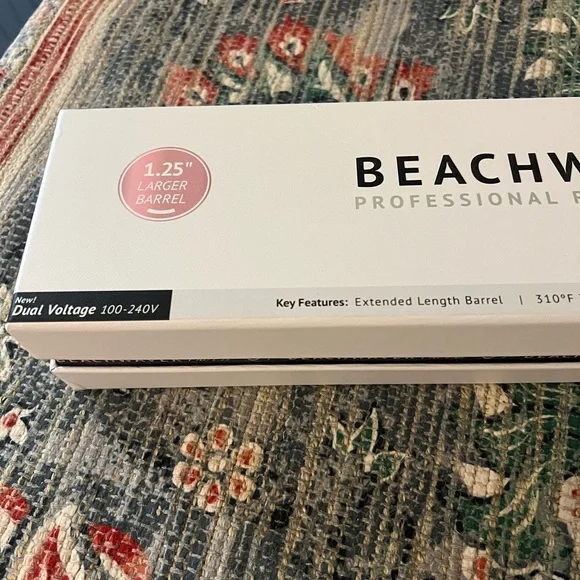 1.25"
LARGER
BARREL
BEACHW
PROFESSIONAL
New!
Dual Voltage 100-240V
Key Features: Extended Length Barrel | 310°F